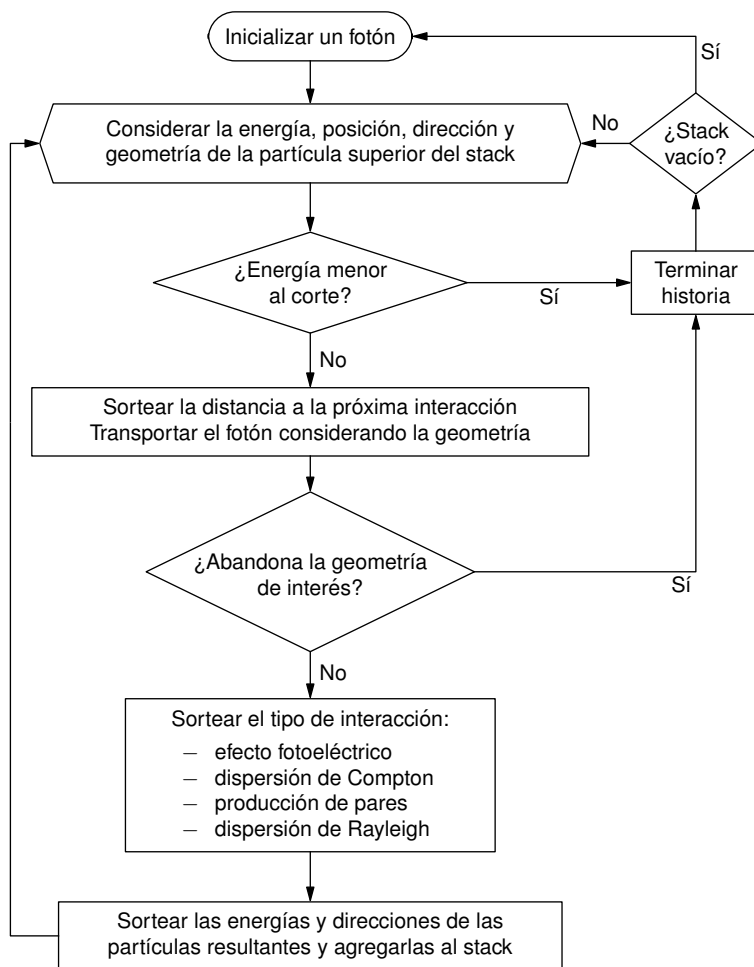 Inicializar un fotón
Sí
Considerar la energía, posición, dirección y
geometría de la partícula superior del stack
No
¿Stack
vacío?
¿Energía menor
al corte?
Sí
Terminar
historia
No
Sortear la distancia a la próxima interacción
Transportar el fotón considerando la geometría
¿Abandona la geometría
de interés?
Sí
No
Sortear el tipo de interacción:
– efecto fotoeléctrico
– dispersión de Compton
– producción de pares
– dispersión de Rayleigh
Sortear las energías y direcciones de las
partículas resultantes y agregarlas al stack